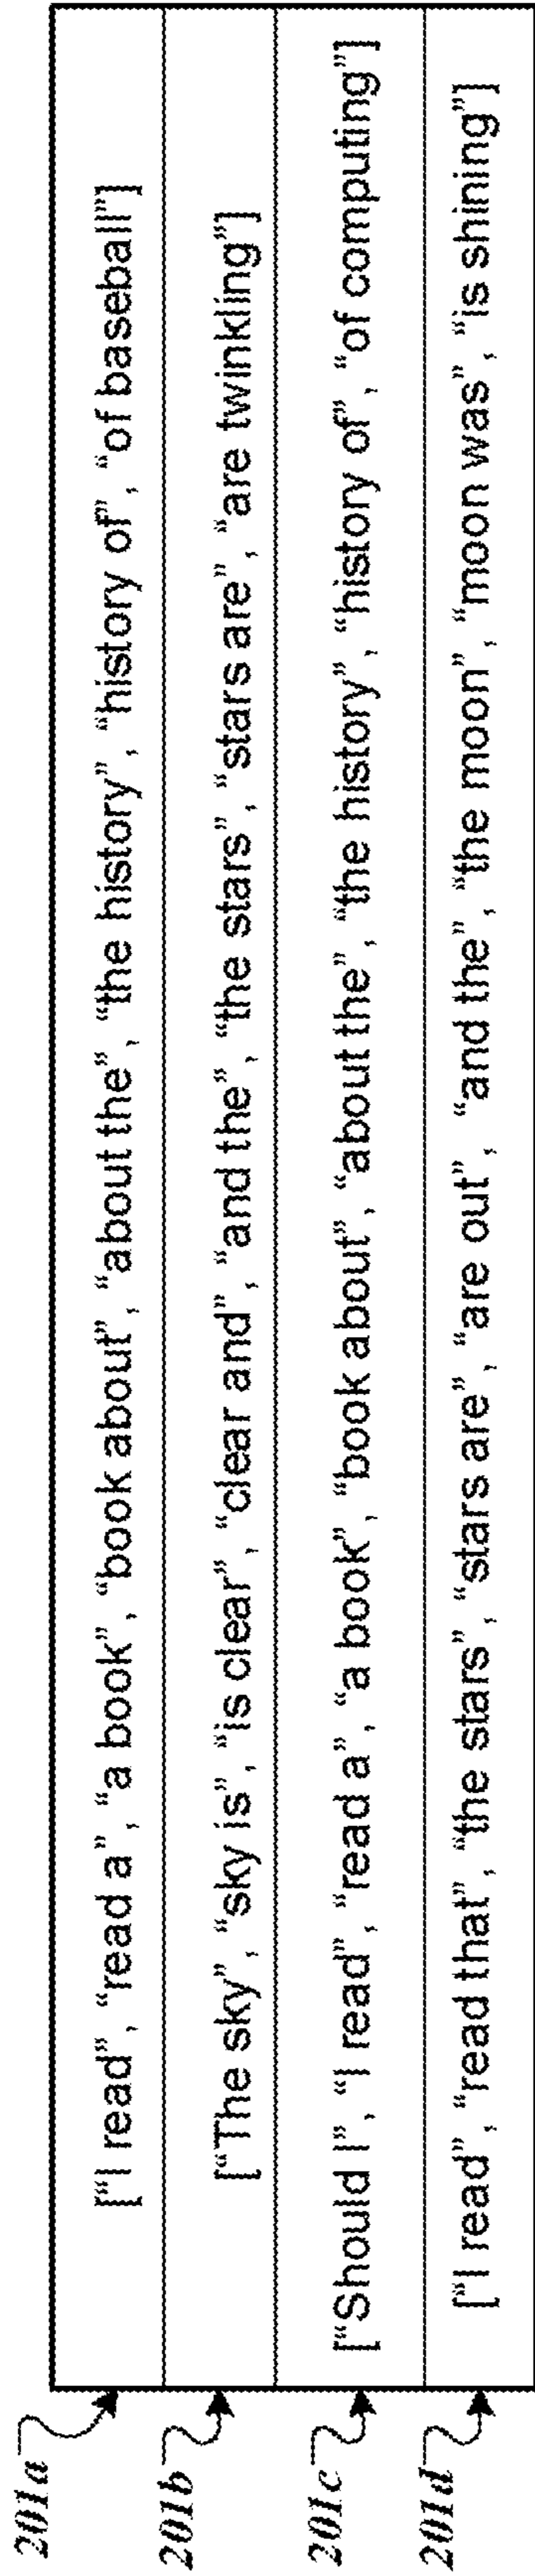 201a ["I read", "read a", "a book", "book about", "about the", "the history", "history of", "of baseball"]
201b ["The sky", "sky is", "is clear", "clear and", "and the", "the stars", "stars are", "are twinkling"]
201c ["Should I", "I read", "read a", "a book", "book about", "about the", "the history", "history of", "of computing"]
201d ["I read", "read that", "the stars", "stars are", "are out", "and the", "the moon", "moon was", "is shining"]